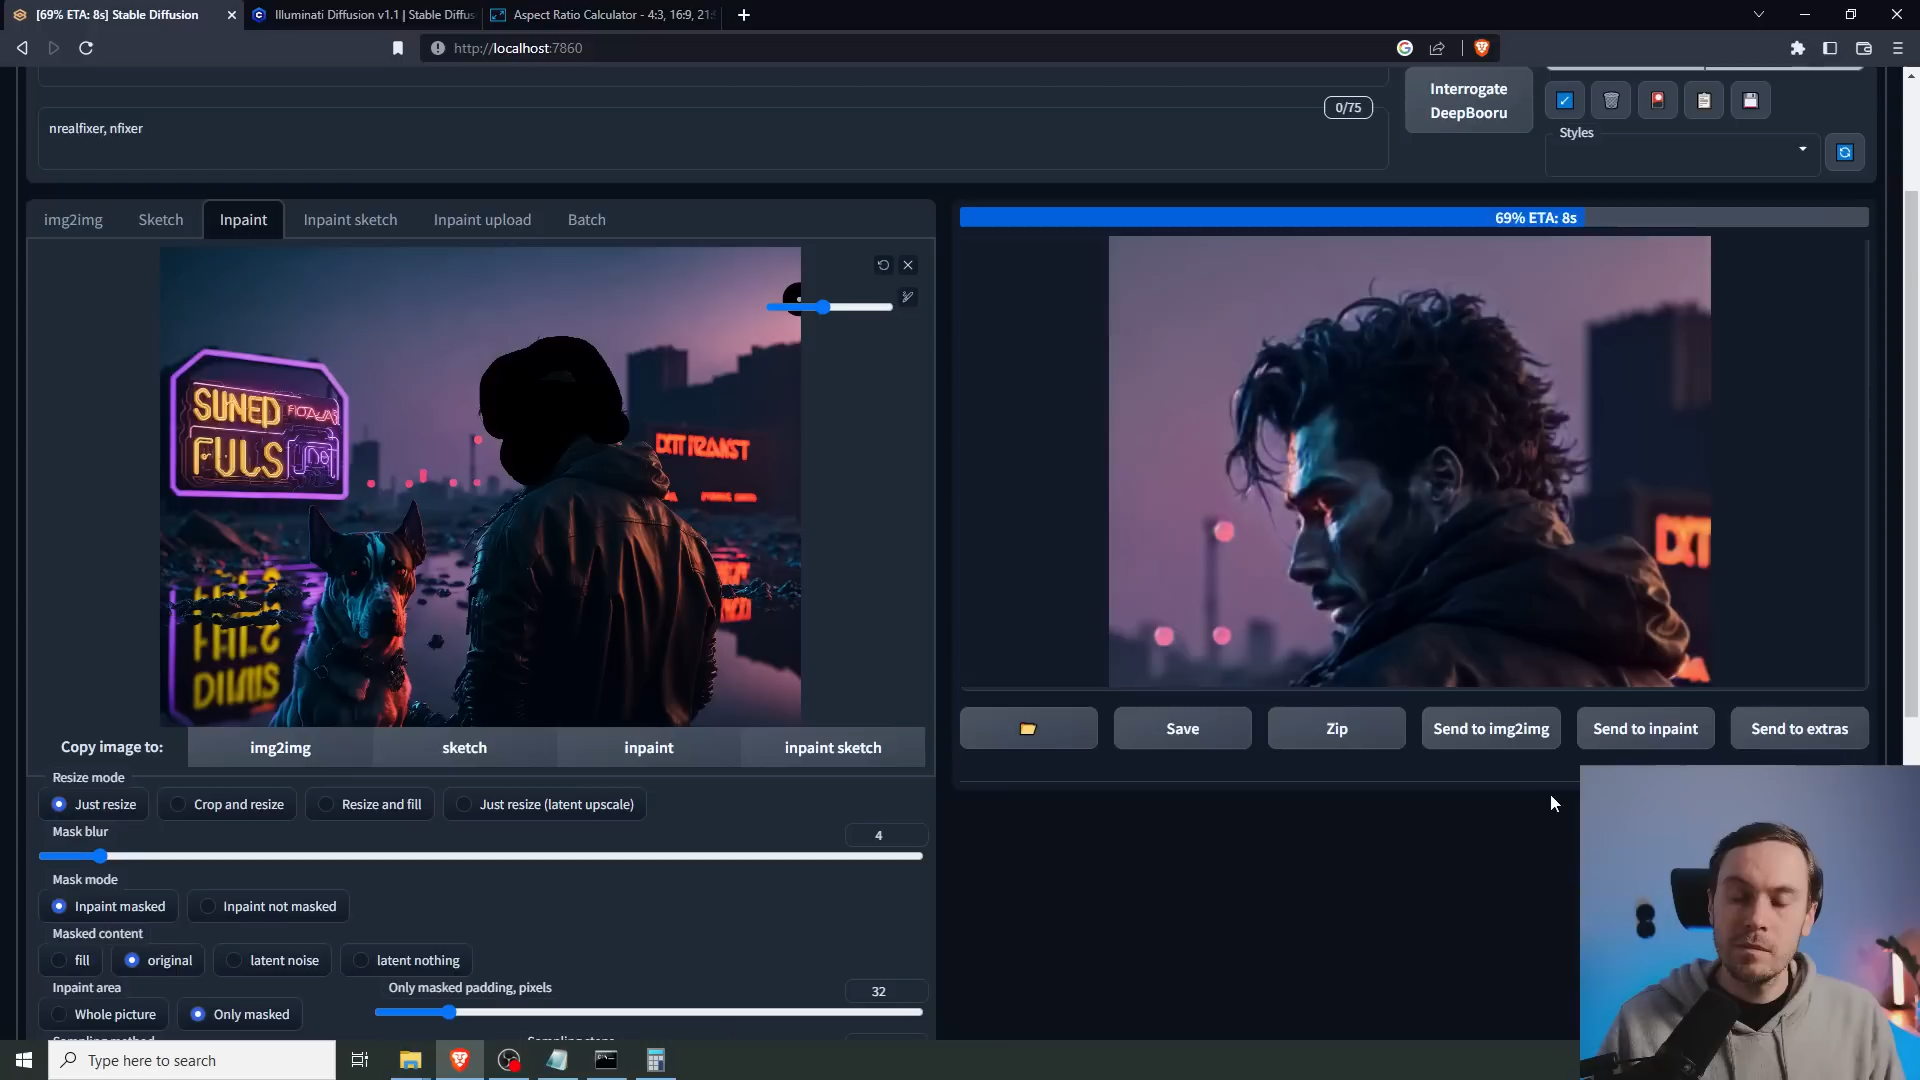 [69% ETA: 8s] Stable Diffusion
Illuminati Diffusion v1.1 | Stable Diffus
Aspect Ratio Calculator - 4:3, 16:9, 21:
http://localhost:7860
Interrogate
DeepBooru
0/75
nrealfixer, nfixer
Styles
img2img
Sketch
Inpaint
Inpaint sketch
Inpaint upload
Batch
69% ETA: 8s
SUNED
FULS
EXIT TRANST
EXT
Save
Zip
Send to img2img
Send to inpaint
Send to extras
Copy image to:
img2img
sketch
inpaint
inpaint sketch
Resize mode
Just resize
Crop and resize
Resize and fill
Just resize (latent upscale)
Mask blur
4
Mask mode
Inpaint masked
Inpaint not masked
Masked content
fill
original
latent noise
latent nothing
Inpaint area
Only masked padding, pixels
32
Whole picture
Only masked
Type here to search